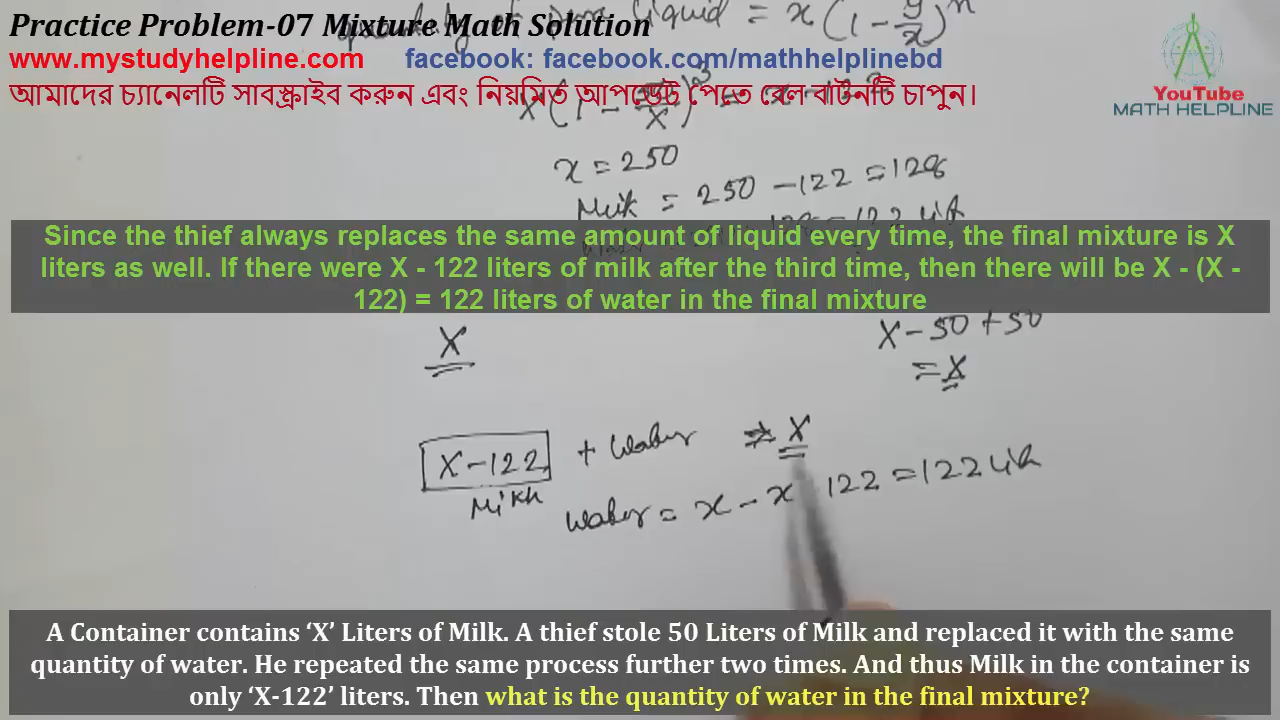 Practice Problem-07 Mixture Math Solution
liquid = x(1 - y/x)^n
www.mystudyhelpline.com facebook: facebook.com/mathhelplinebd
আমাদের চ্যানেলটি সাবস্ক্রাইব করুন এবং নিয়মিত আপডেট পেতে বেল বাটনটি চাপুন।
YouTube
MATH HELPLINE
x = 250
Milk = 250 - 122 = 128
Since the thief always replaces the same amount of liquid every time, the final mixture is X
liters as well. If there were X - 122 liters of milk after the third time, then there will be X - (X -
122) = 122 liters of water in the final mixture
X X - 50 + 50
= X
X - 122 + water ⇒ X
Milk
water = x - x 122 = 122 Lit
A Container contains ‘X’ Liters of Milk. A thief stole 50 Liters of Milk and replaced it with the same
quantity of water. He repeated the same process further two times. And thus Milk in the container is
only ‘X-122’ liters. Then what is the quantity of water in the final mixture?